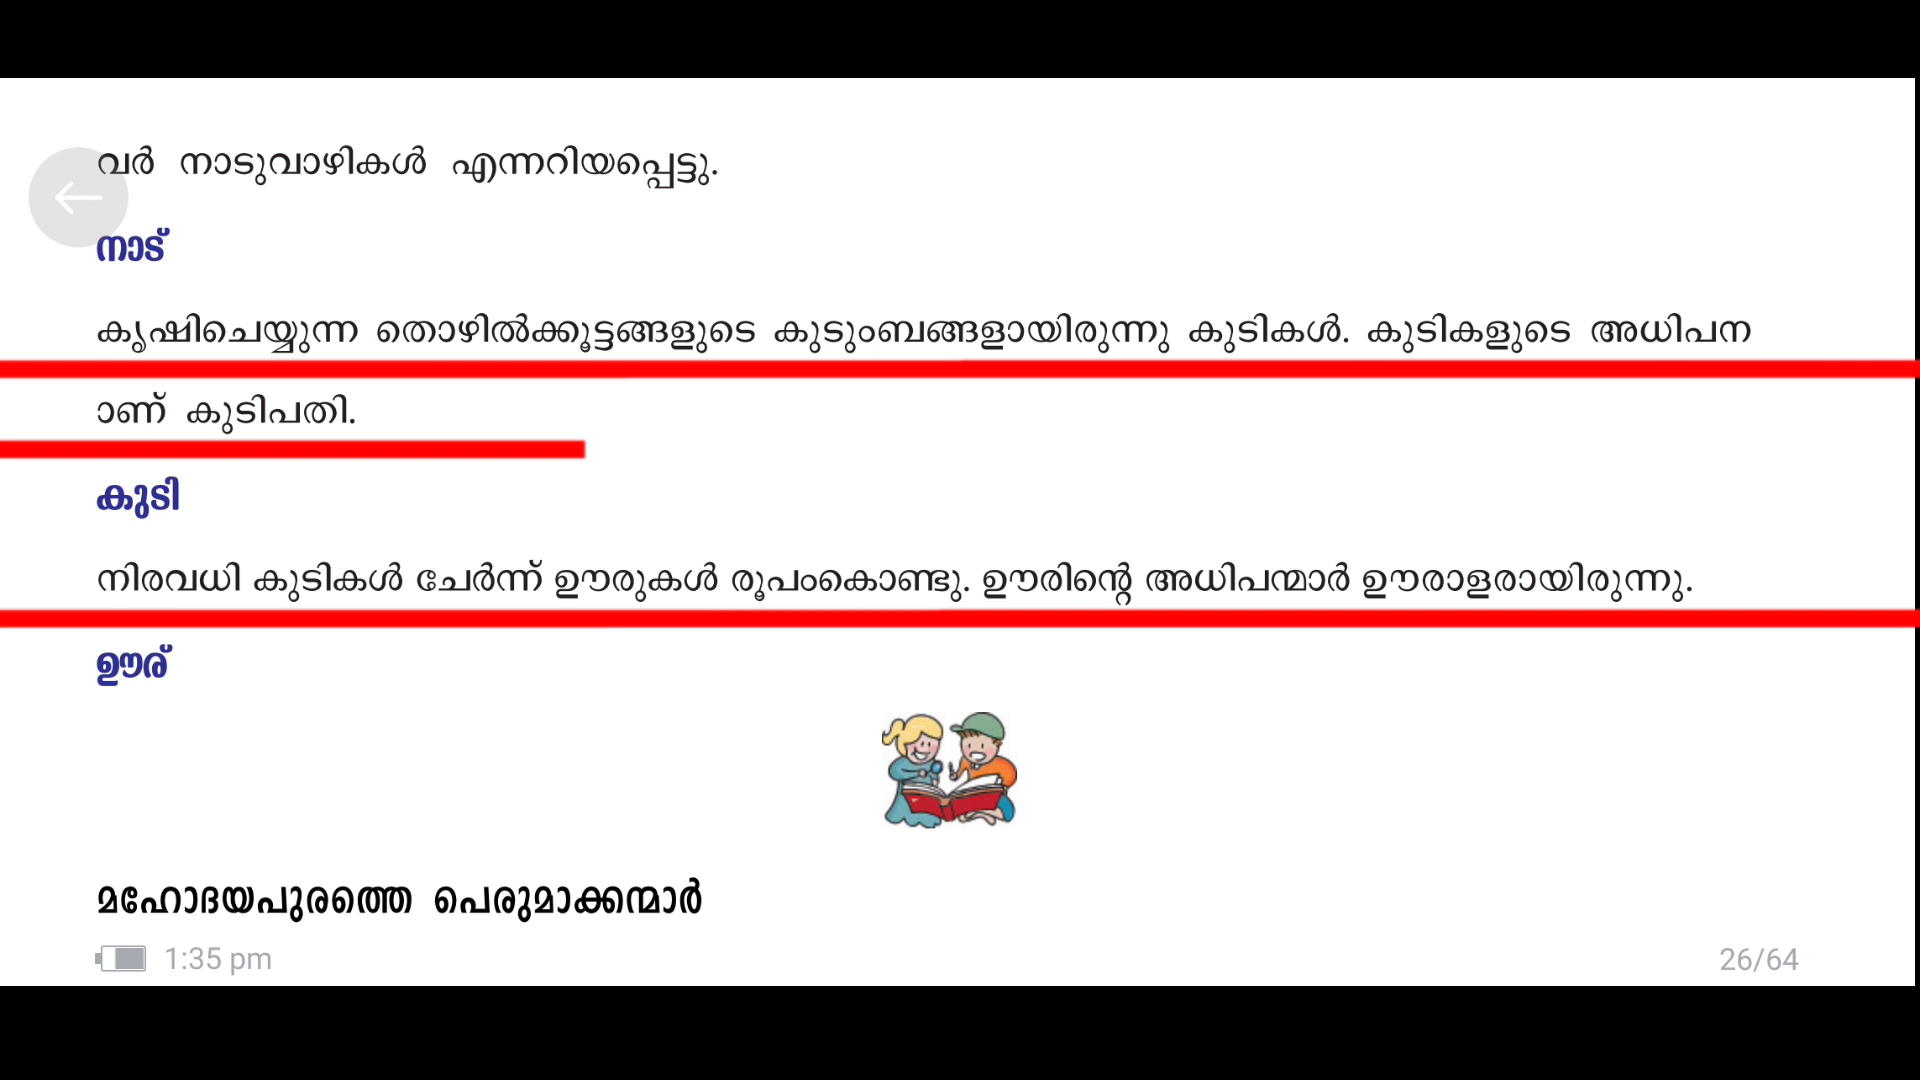 വർ നാടുവാഴികൾ എന്നറിയപ്പെട്ടു.
നാട്
കൃഷിചെയ്യുന്ന തൊഴിൽക്കൂട്ടങ്ങളുടെ കുടുംബങ്ങളായിരുന്നു കുടികൾ. കുടികളുടെ അധിപന
ാണ് കുടിപതി.
കുടി
നിരവധി കുടികൾ ചേർന്ന് ഊരുകൾ രൂപംകൊണ്ടു. ഊരിന്റെ അധിപന്മാർ ഊരാളരായിരുന്നു.
ഊര്
മഹോദയപുരത്തെ പെരുമാക്കന്മാർ
1:35 pm
26/64